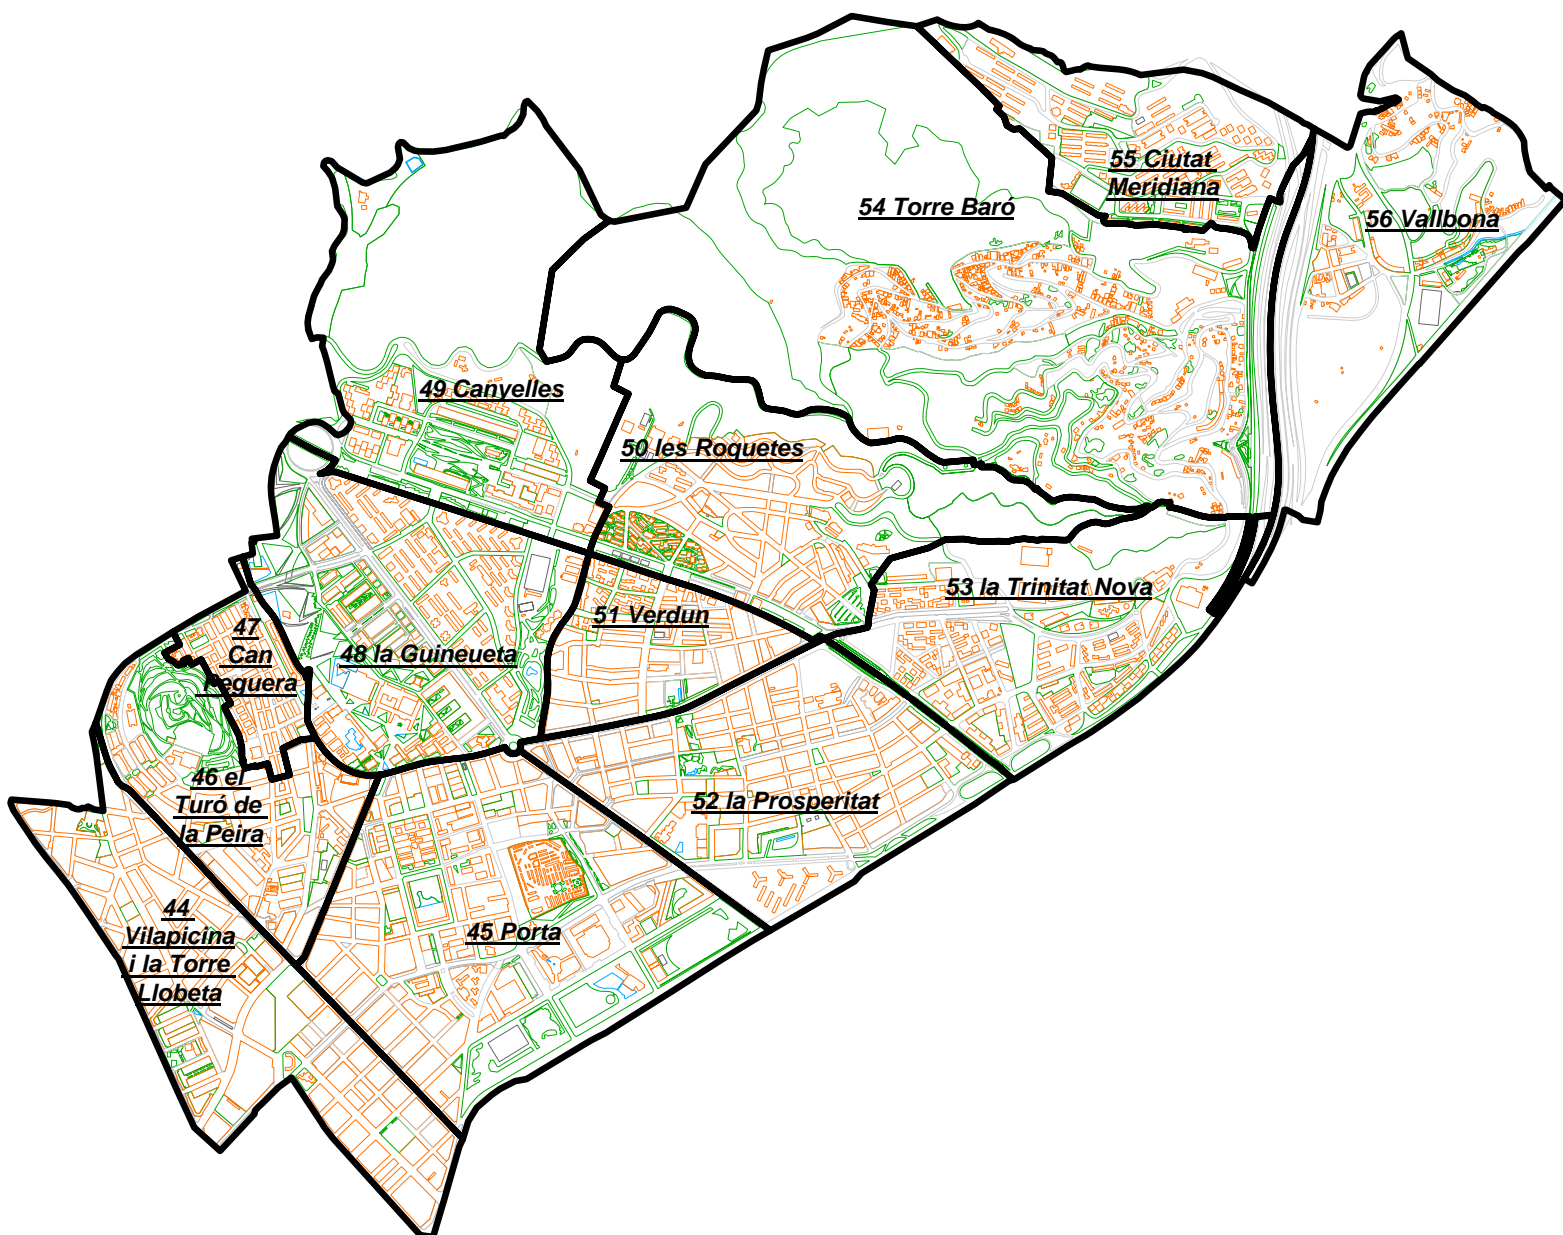 55 Ciutat
Meridiana
54 Torre Baró
56 Vallbona
49 Canyelles
50 les Roquetes
53 la Trinitat Nova
51 Verdun
47
Can
Peguera
48 la Guineueta
46 el
Turó de
la Peira
52 la Prosperitat
44
Vilapicina
i la Torre
Llobeta
45 Porta